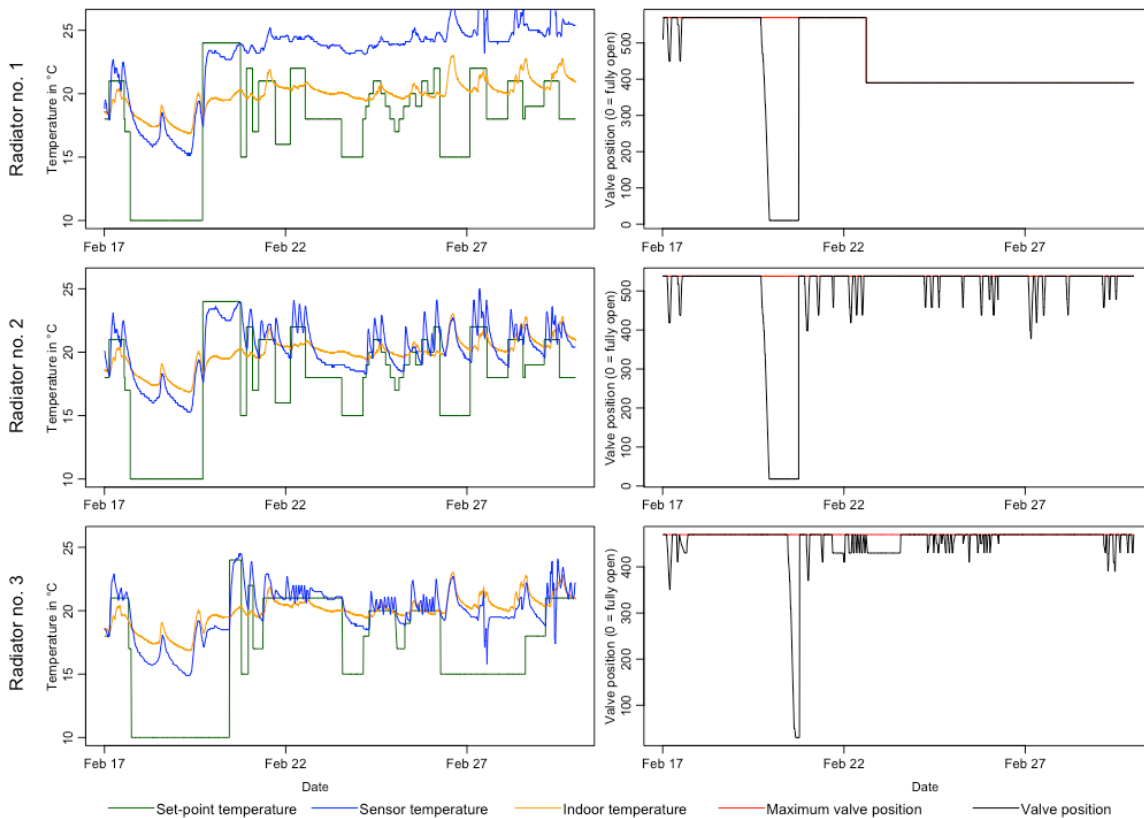 Radiator no. 1
Temperature in °C
10
15
20
25
Feb 17
Feb 22
Feb 27
Valve position (0 = fully open)
0
100
200
300
400
500
Feb 17
Feb 22
Feb 27
Radiator no. 2
Temperature in °C
10
15
20
25
Feb 17
Feb 22
Feb 27
Valve position (0 = fully open)
0
100
200
300
400
500
Feb 17
Feb 22
Feb 27
Radiator no. 3
Temperature in °C
10
15
20
25
Feb 17
Feb 22
Feb 27
Date
Valve position (0 = fully open)
100
200
300
400
Feb 17
Feb 22
Feb 27
Date
Set-point temperature
Sensor temperature
Indoor temperature
Maximum valve position
Valve position